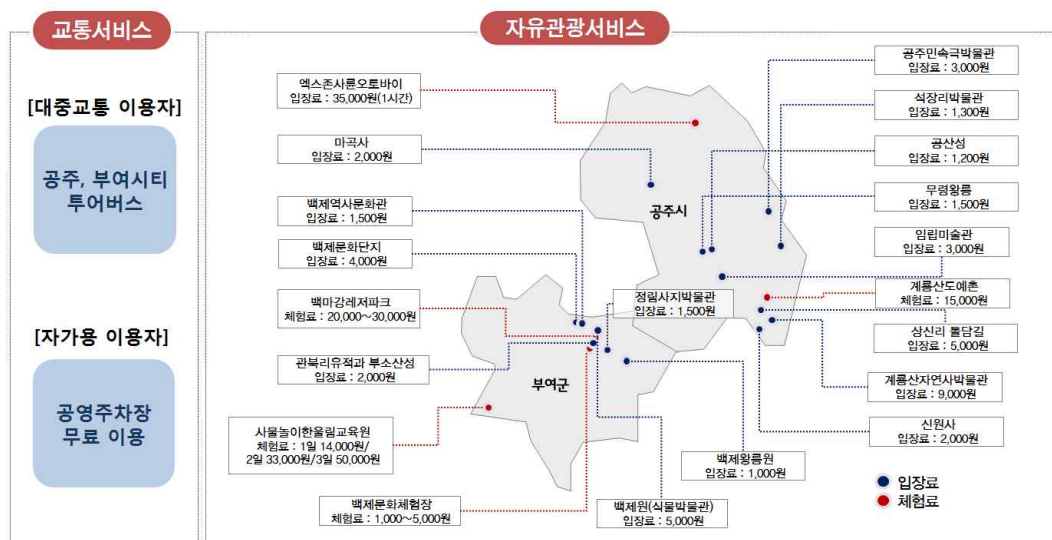 교통서비스
자유관광서비스
[대중교통 이용자]
공주, 부여시티
투어버스
[자가용 이용자]
공영주차장
무료 이용
엑스존사륜오토바이
입장료 : 35,000원(1시간)
마곡사
입장료 : 2,000원
백제역사문화관
입장료 : 1,500원
백제문화단지
입장료 : 4,000원
백마강레저파크
체험료 : 20,000~30,000원
관북리유적과 부소산성
입장료 : 2,000원
사물놀이한울림교육원
체험료 : 1일 14,000원/
2일 33,000원/3일 50,000원
백제문화체험장
체험료 : 1,000~5,000원
공주시
부여군
정림사지박물관
입장료 : 1,500원
백제왕릉원
입장료 : 1,000원
백제원(식물박물관)
입장료 : 5,000원
공주민속극박물관
입장료 : 3,000원
석장리박물관
입장료 : 1,300원
공산성
입장료 : 1,200원
무령왕릉
입장료 : 1,500원
임립미술관
입장료 : 3,000원
계룡산도예촌
체험료 : 15,000원
상신리 돌담길
입장료 : 5,000원
계룡산자연사박물관
입장료 : 9,000원
신원사
입장료 : 2,000원
입장료
체험료